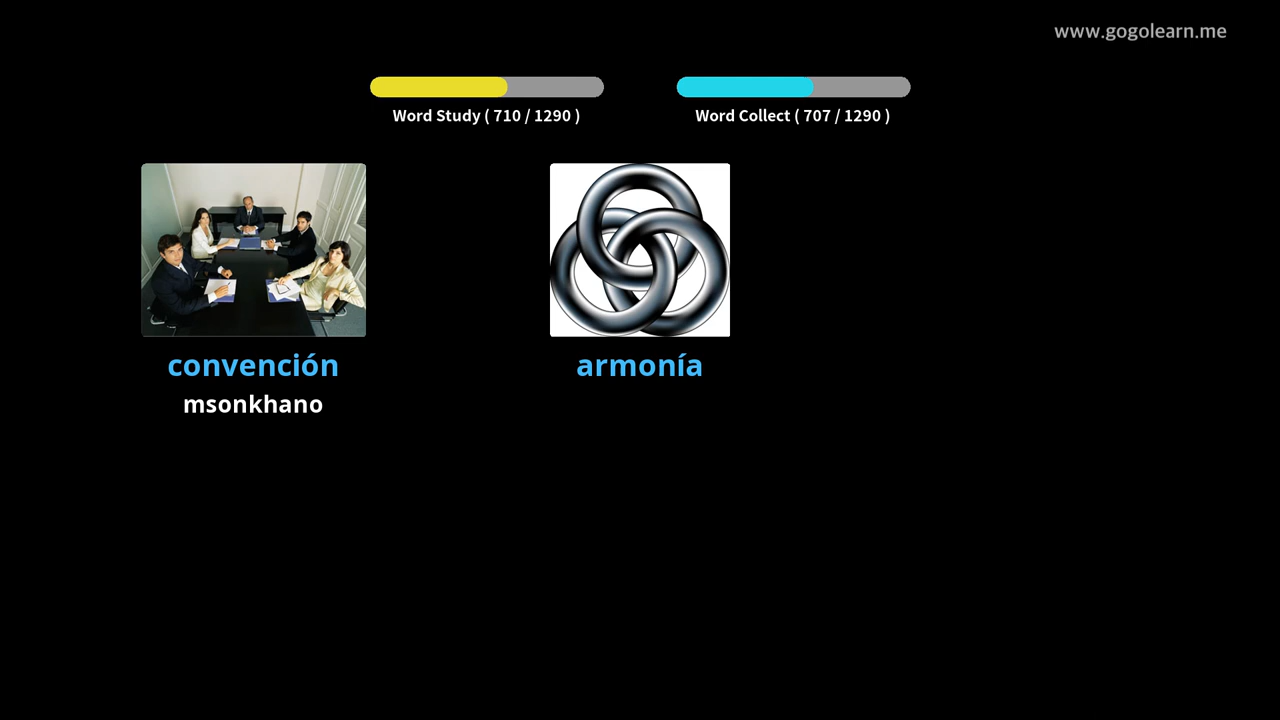 www.gogolearn.me
Word Study ( 710 / 1290 )
Word Collect ( 707 / 1290 )
convención
armonía
msonkhano